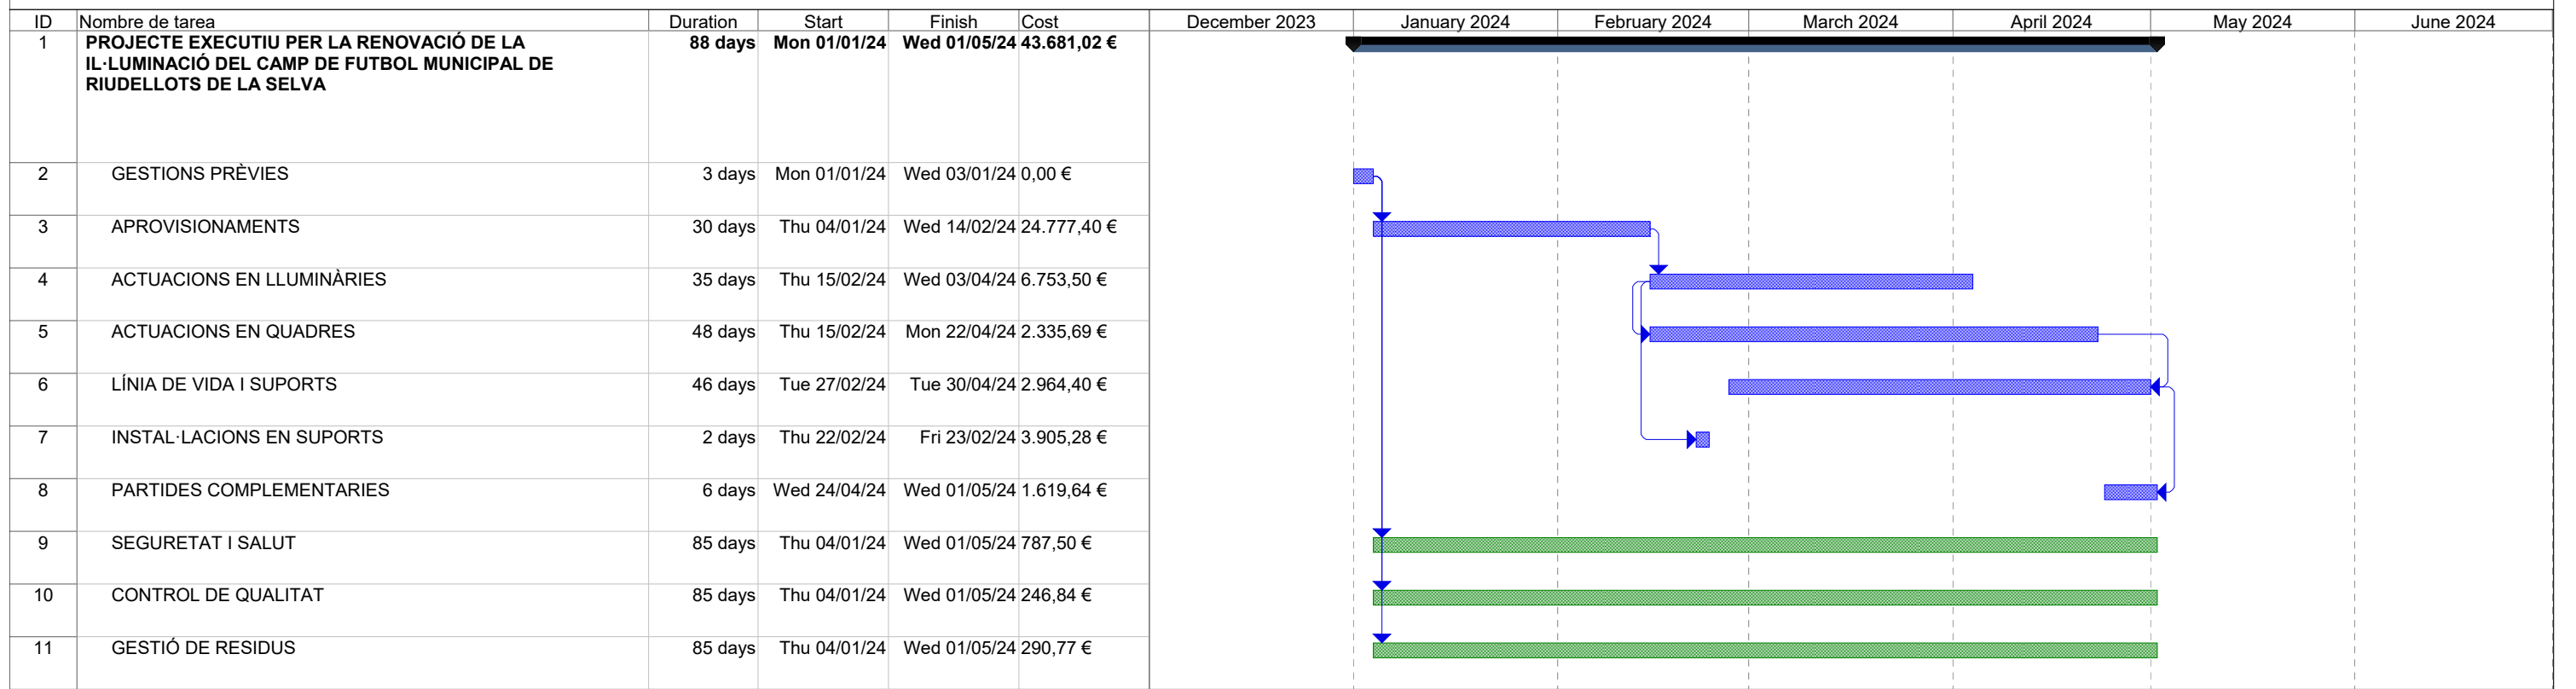 ID Nombre de tarea Duration Start Finish Cost December 2023 January 2024 February 2024 March 2024 April 2024 May 2024 June 2024
1 PROJECTE EXECUTIU PER LA RENOVACIÓ DE LA 88 days Mon 01/01/24 Wed 01/05/24 43.681,02 €
IL·LUMINACIÓ DEL CAMP DE FUTBOL MUNICIPAL DE
RIUDELLOTS DE LA SELVA
2 GESTIONS PRÈVIES 3 days Mon 01/01/24 Wed 03/01/24 0,00 €
3 APROVISIONAMENTS 30 days Thu 04/01/24 Wed 14/02/24 24.777,40 €
4 ACTUACIONS EN LLUMINÀRIES 35 days Thu 15/02/24 Wed 03/04/24 6.753,50 €
5 ACTUACIONS EN QUADRES 48 days Thu 15/02/24 Mon 22/04/24 2.335,69 €
6 LÍNIA DE VIDA I SUPORTS 46 days Tue 27/02/24 Tue 30/04/24 2.964,40 €
7 INSTAL·LACIONS EN SUPORTS 2 days Thu 22/02/24 Fri 23/02/24 3.905,28 €
8 PARTIDES COMPLEMENTARIES 6 days Wed 24/04/24 Wed 01/05/24 1.619,64 €
9 SEGURETAT I SALUT 85 days Thu 04/01/24 Wed 01/05/24 787,50 €
10 CONTROL DE QUALITAT 85 days Thu 04/01/24 Wed 01/05/24 246,84 €
11 GESTIÓ DE RESIDUS 85 days Thu 04/01/24 Wed 01/05/24 290,77 €